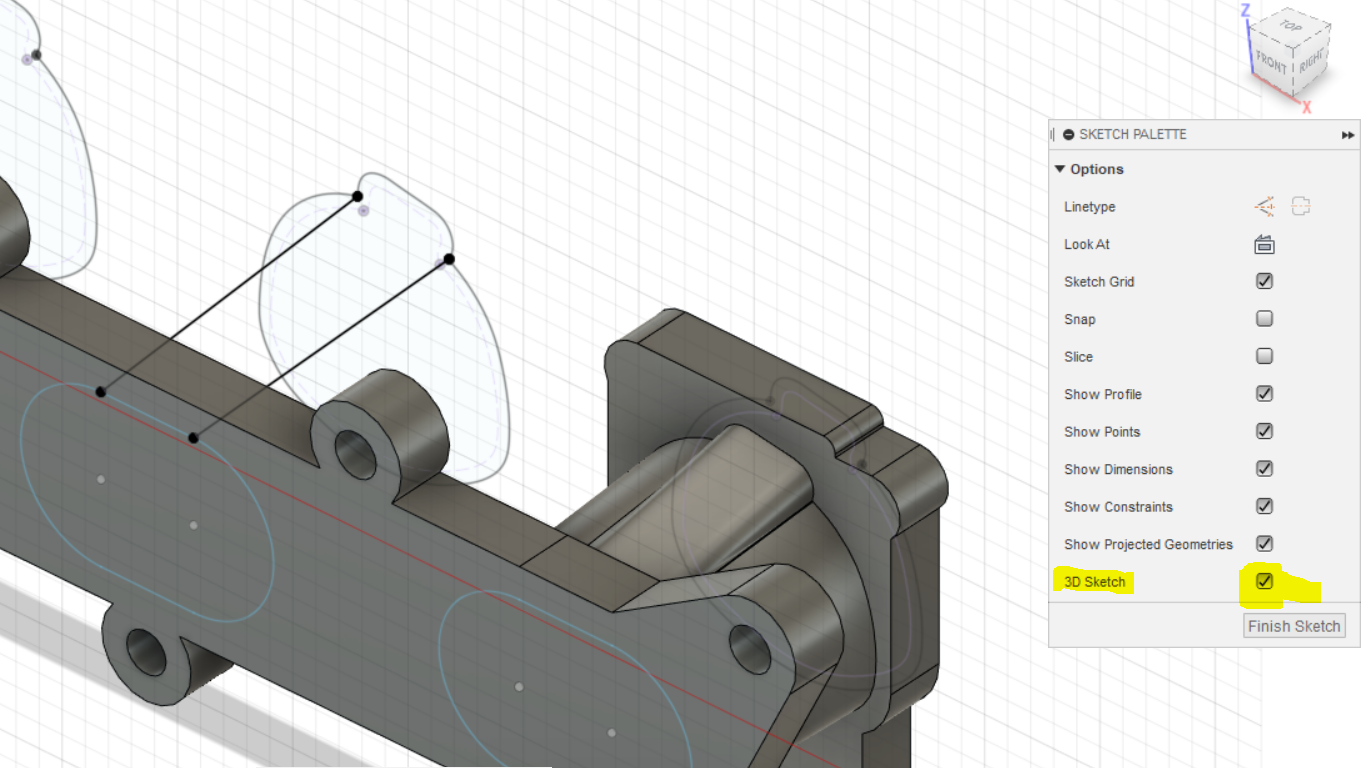 Z
TOP
FRONT
RIGHT
X
SKETCH PALETTE
Options
Linetype
Look At
Sketch Grid
Snap
Slice
Show Profile
Show Points
Show Dimensions
Show Constraints
Show Projected Geometries
3D Sketch
Finish Sketch